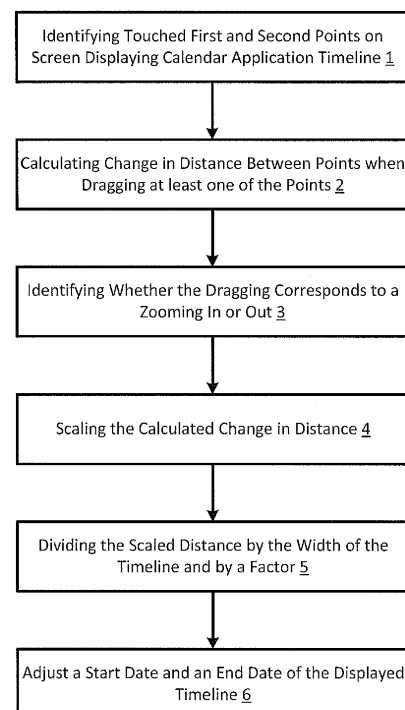 Identifying Touched First and Second Points on
Screen Displaying Calendar Application Timeline 1
Calculating Change in Distance Between Points when
Dragging at least one of the Points 2
Identifying Whether the Dragging Corresponds to a
Zooming In or Out 3
Scaling the Calculated Change in Distance 4
Dividing the Scaled Distance by the Width of the
Timeline and by a Factor 5
Adjust a Start Date and an End Date of the Displayed
Timeline 6